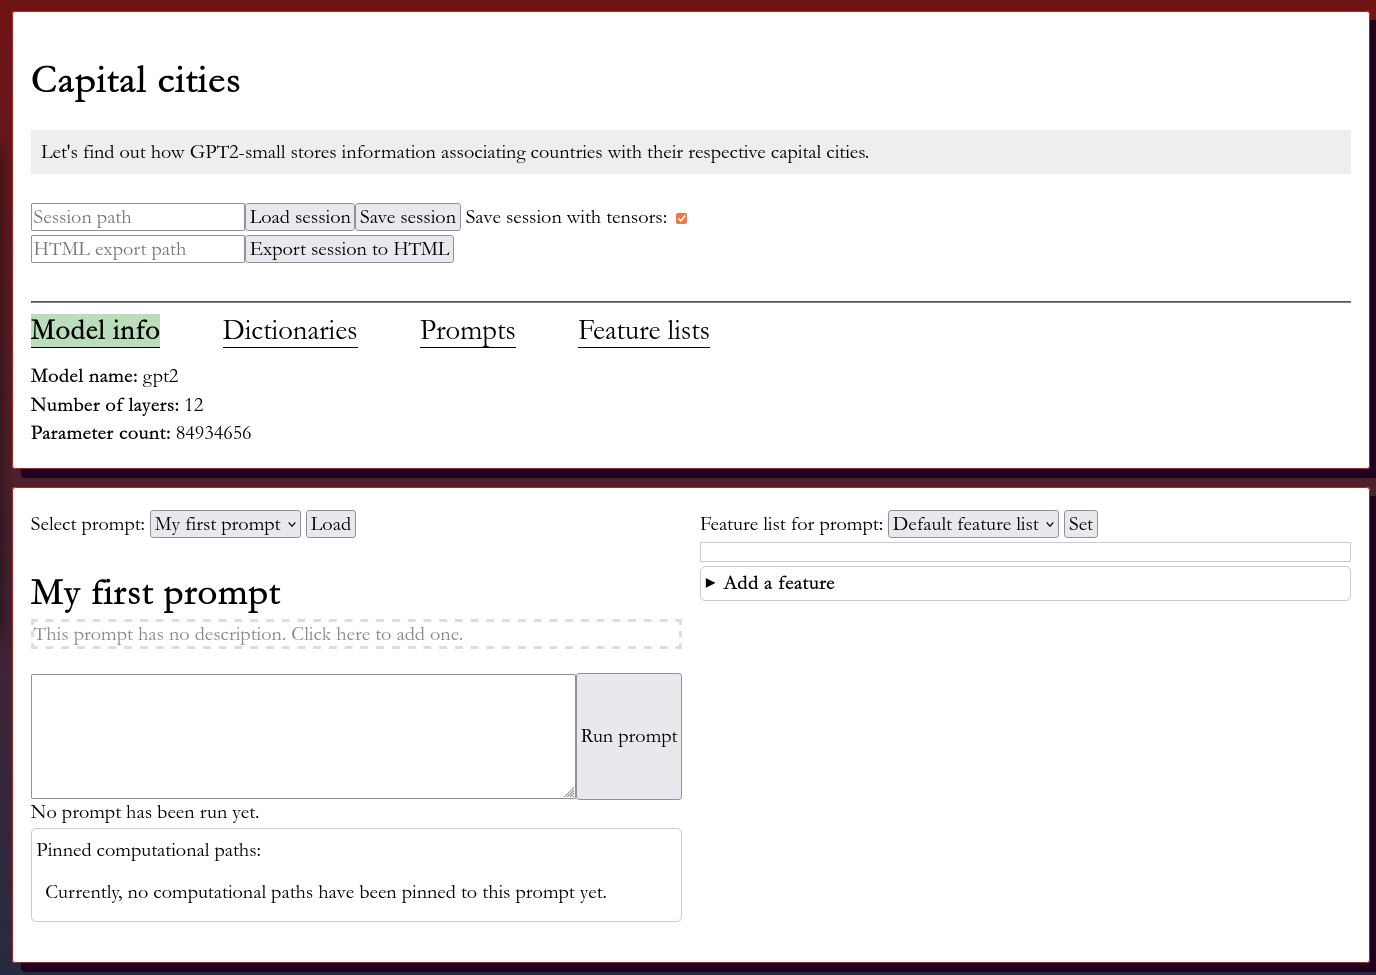 Capital cities
Let's find out how GPT2-small stores information associating countries with their respective capital cities.
Session path Load session Save session Save session with tensors:
HTML export path Export session to HTML
Model info Dictionaries Prompts Feature lists
Model name: gpt2
Number of layers: 12
Parameter count: 84934656
Select prompt: My first prompt Load
My first prompt
This prompt has no description. Click here to add one.
Run prompt
No prompt has been run yet.
Pinned computational paths:
Currently, no computational paths have been pinned to this prompt yet.
Feature list for prompt: Default feature list Set
Add a feature